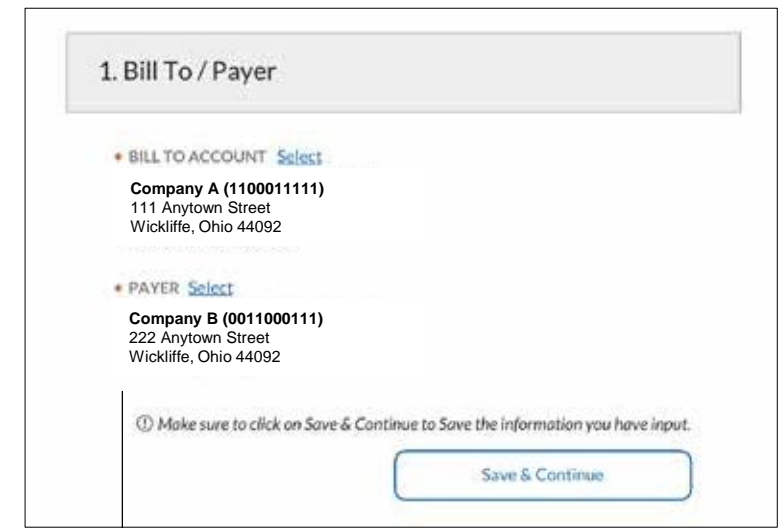 1. Bill To / Payer
* BILL TO ACCOUNT Select
Company A (1100011111)
111 Anytown Street
Wickliffe, Ohio 44092
* PAYER Select
Company B (0011000111)
222 Anytown Street
Wickliffe, Ohio 44092
! Make sure to click on Save & Continue to Save the information you have input.
Save & Continue